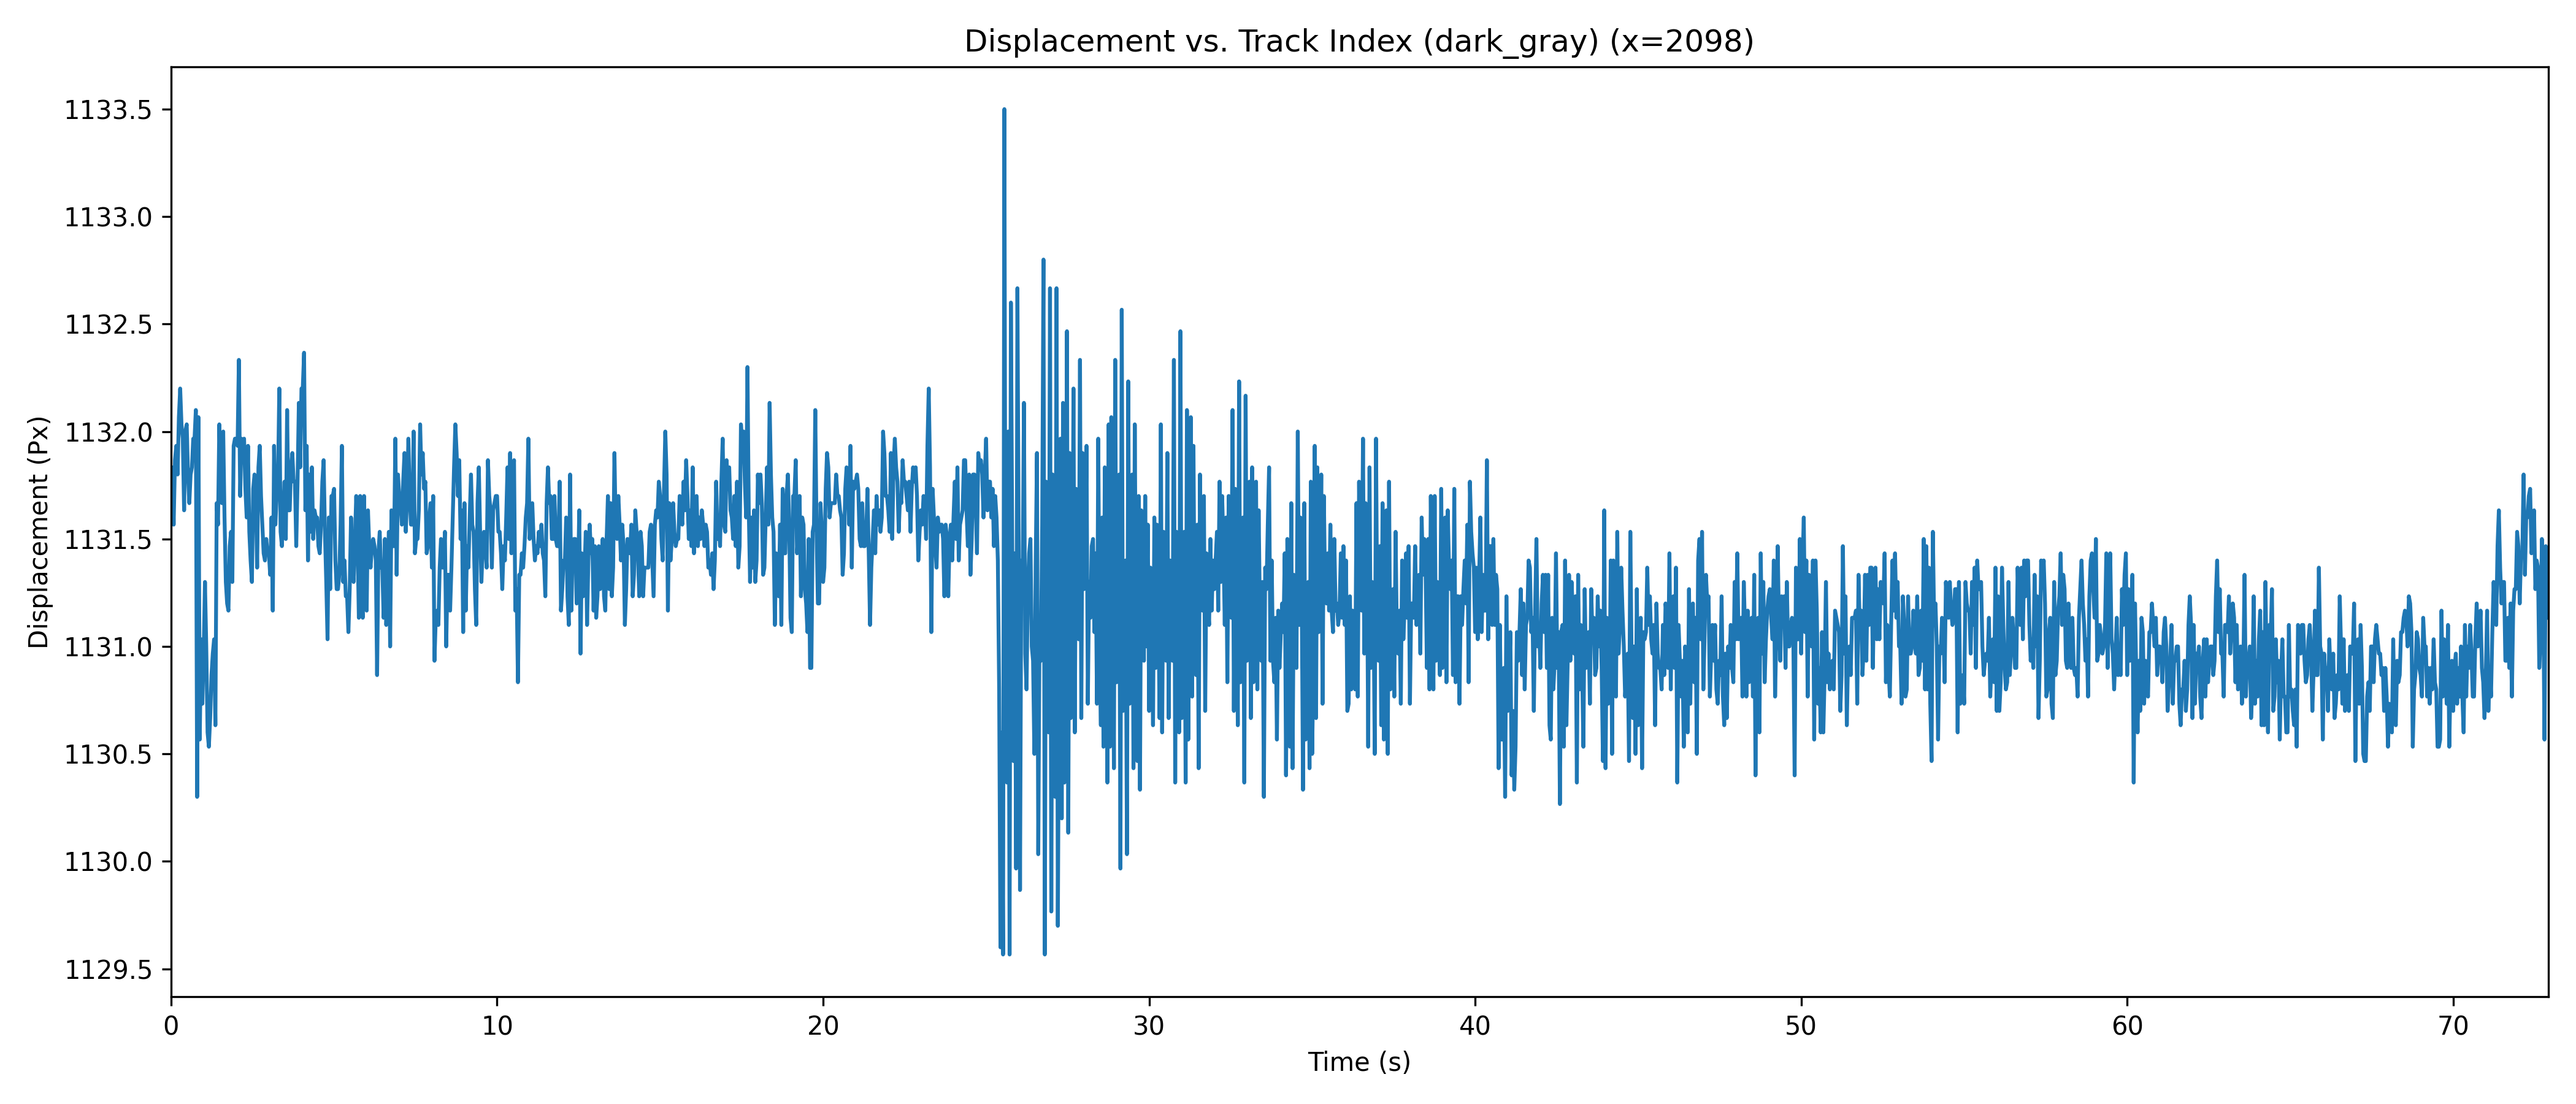 Displacement vs. Track Index (dark_gray) (x=2098)
Displacement (Px)
1133.5
1133.0
1132.5
1132.0
1131.5
1131.0
1130.5
1130.0
1129.5
0 10 20 30 40 50 60 70
Time (s)